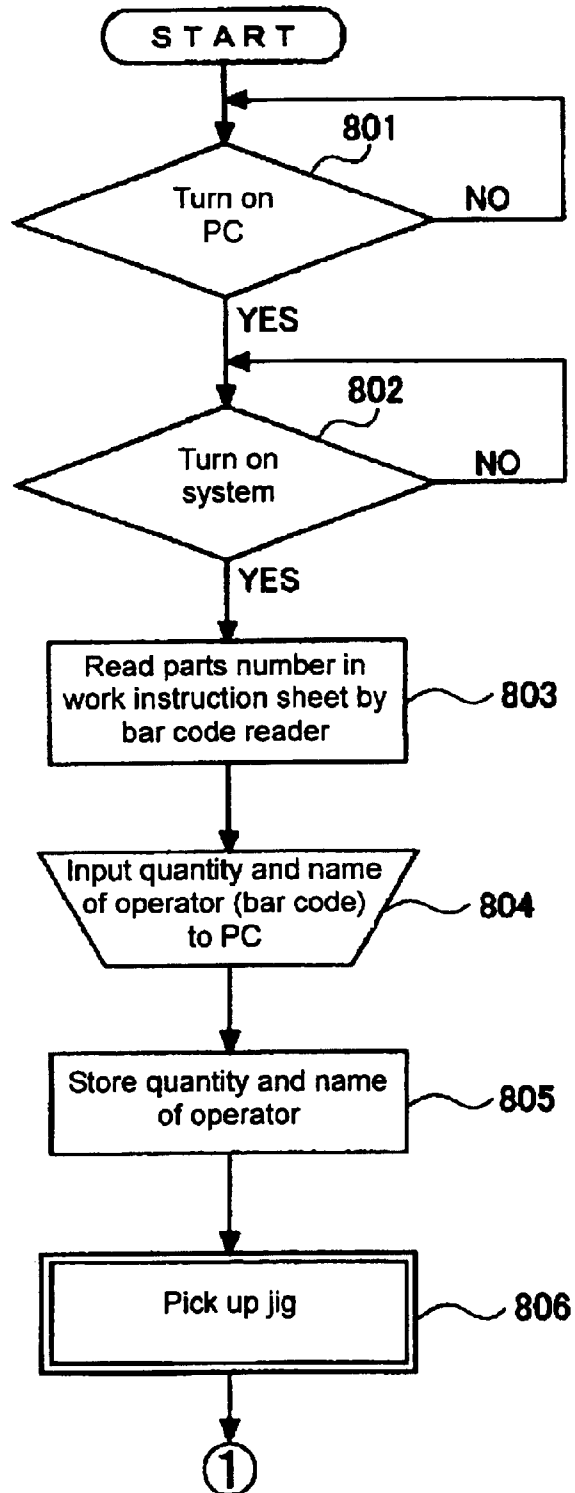 START
801
Turn on
PC
NO
YES
802
Turn on
system
NO
YES
Read parts number in
work instruction sheet by
bar code reader
803
Input quantity and name
of operator (bar code)
to PC
804
Store quantity and name
of operator
805
Pick up jig
806
1